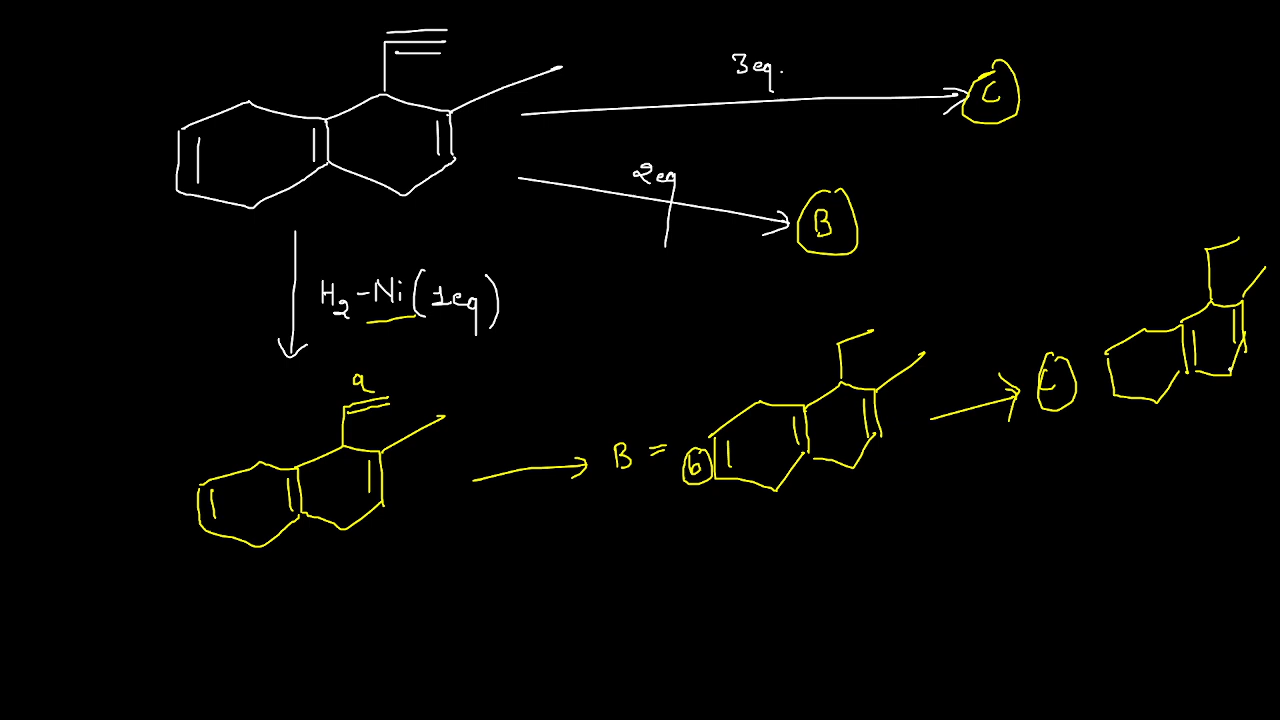 3eq.
C
2eq
B
H₂-Ni(1eq)
a
B =
b
C